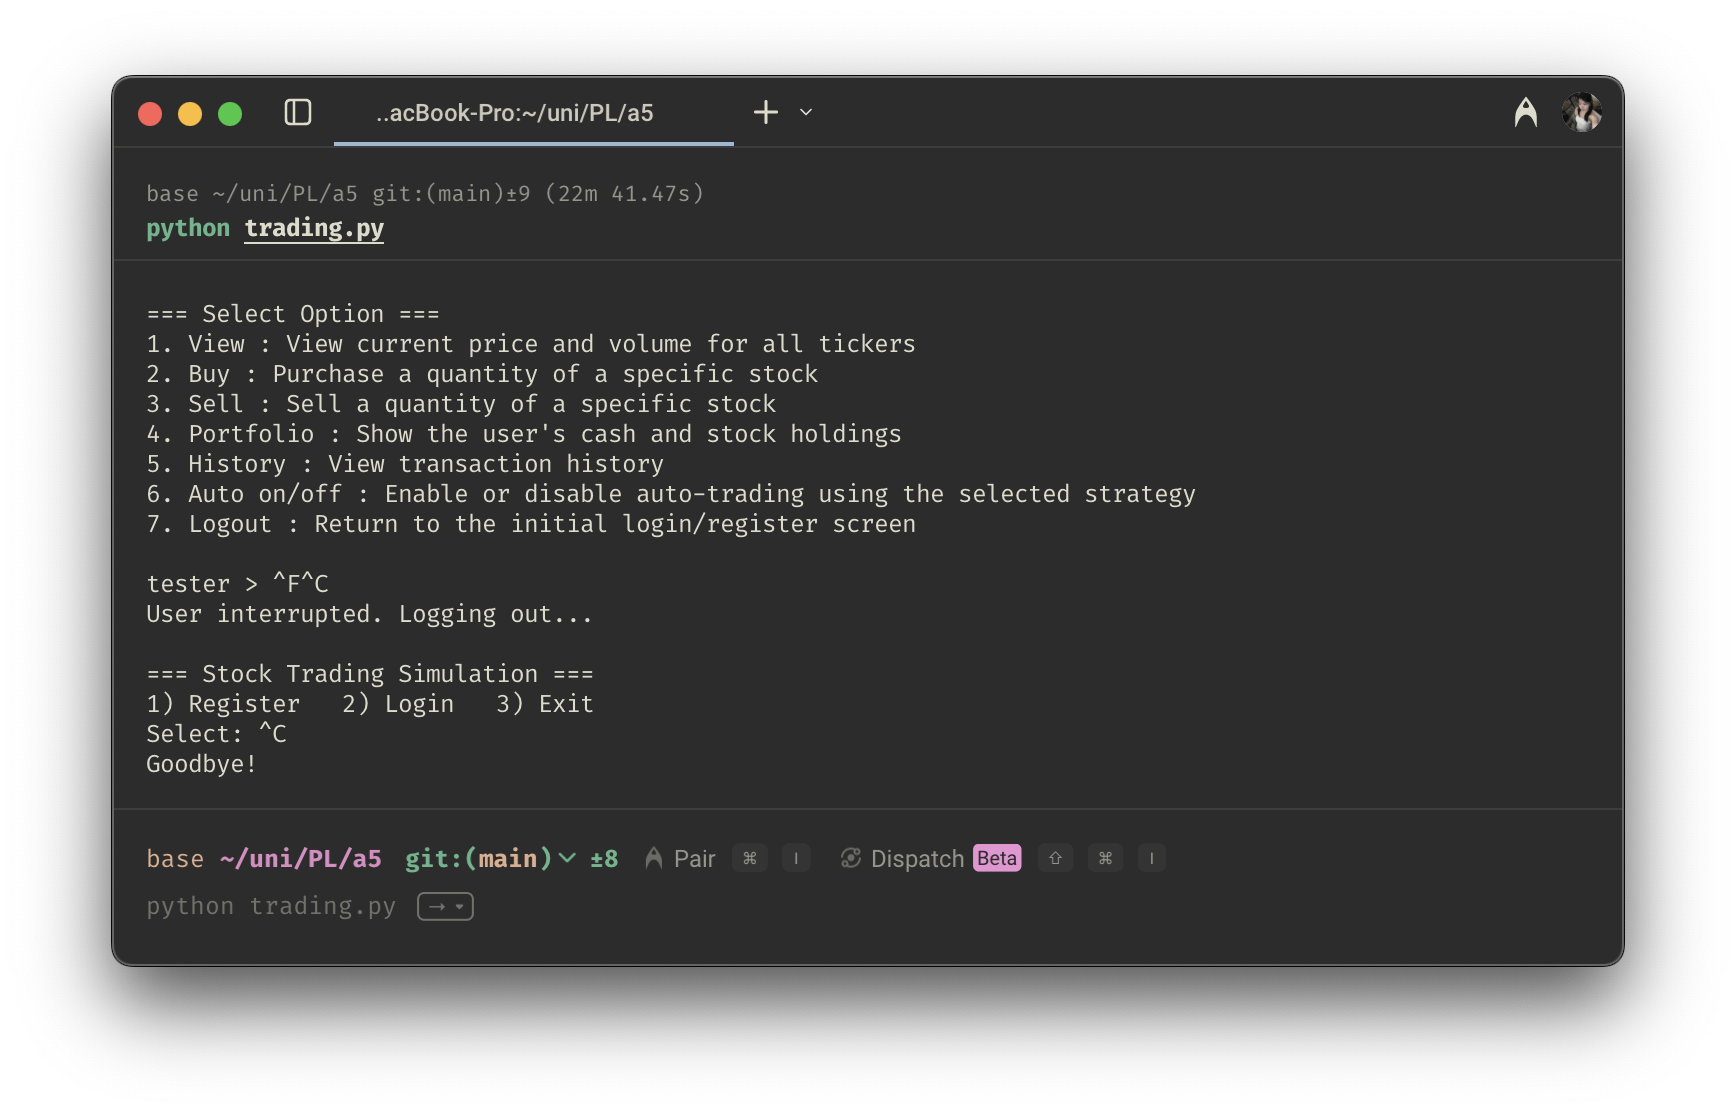 ..acBook-Pro:~/uni/PL/a5
base ~/uni/PL/a5 git:(main)±9 (22m 41.47s)
python trading.py
=== Select Option ===
1. View : View current price and volume for all tickers
2. Buy : Purchase a quantity of a specific stock
3. Sell : Sell a quantity of a specific stock
4. Portfolio : Show the user's cash and stock holdings
5. History : View transaction history
6. Auto on/off : Enable or disable auto-trading using the selected strategy
7. Logout : Return to the initial login/register screen
tester > ^F^C
User interrupted. Logging out...
=== Stock Trading Simulation ===
1) Register   2) Login   3) Exit
Select: ^C
Goodbye!
base ~/uni/PL/a5 git:(main) ±8 Pair ⌘ I Dispatch Beta ⇧ ⌘ I
python trading.py